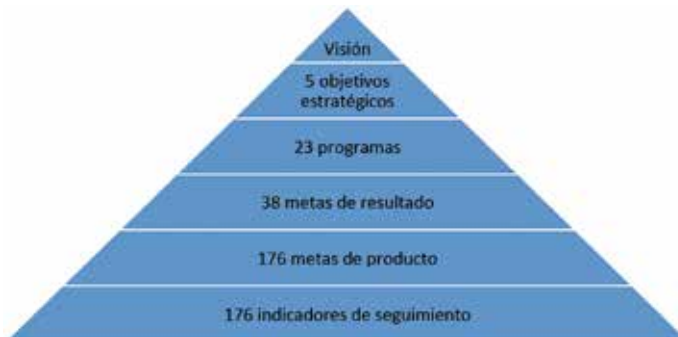 Visión
5 objetivos
estratégicos
23 programas
38 metas de resultado
176 metas de producto
176 indicadores de seguimiento